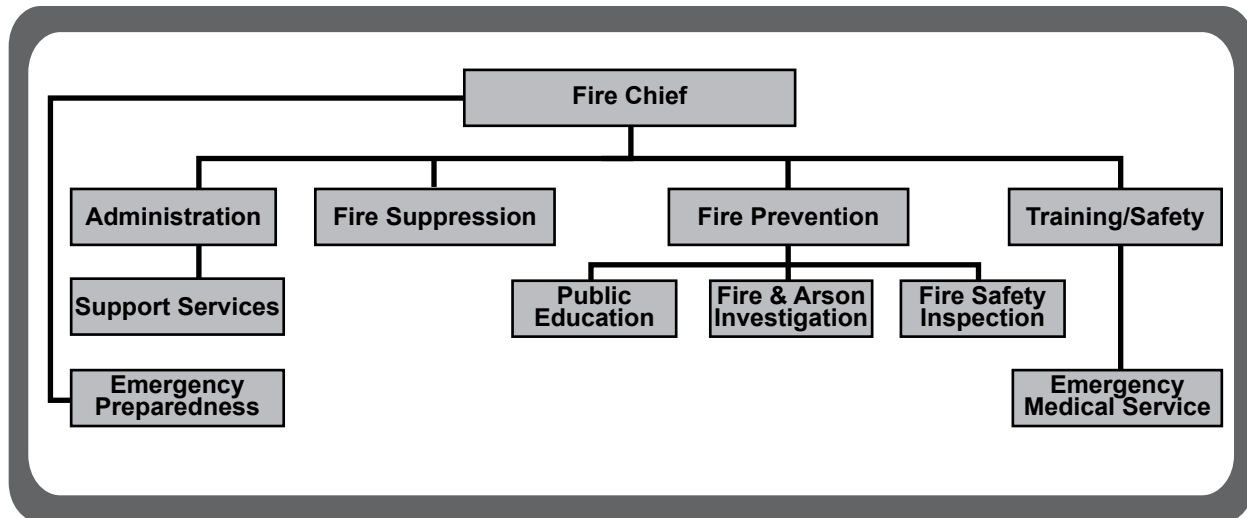 Fire Chief
Administration
Fire Suppression
Fire Prevention
Training/Safety
Support Services
Public
Education
Fire & Arson
Investigation
Fire Safety
Inspection
Emergency
Preparedness
Emergency
Medical Service